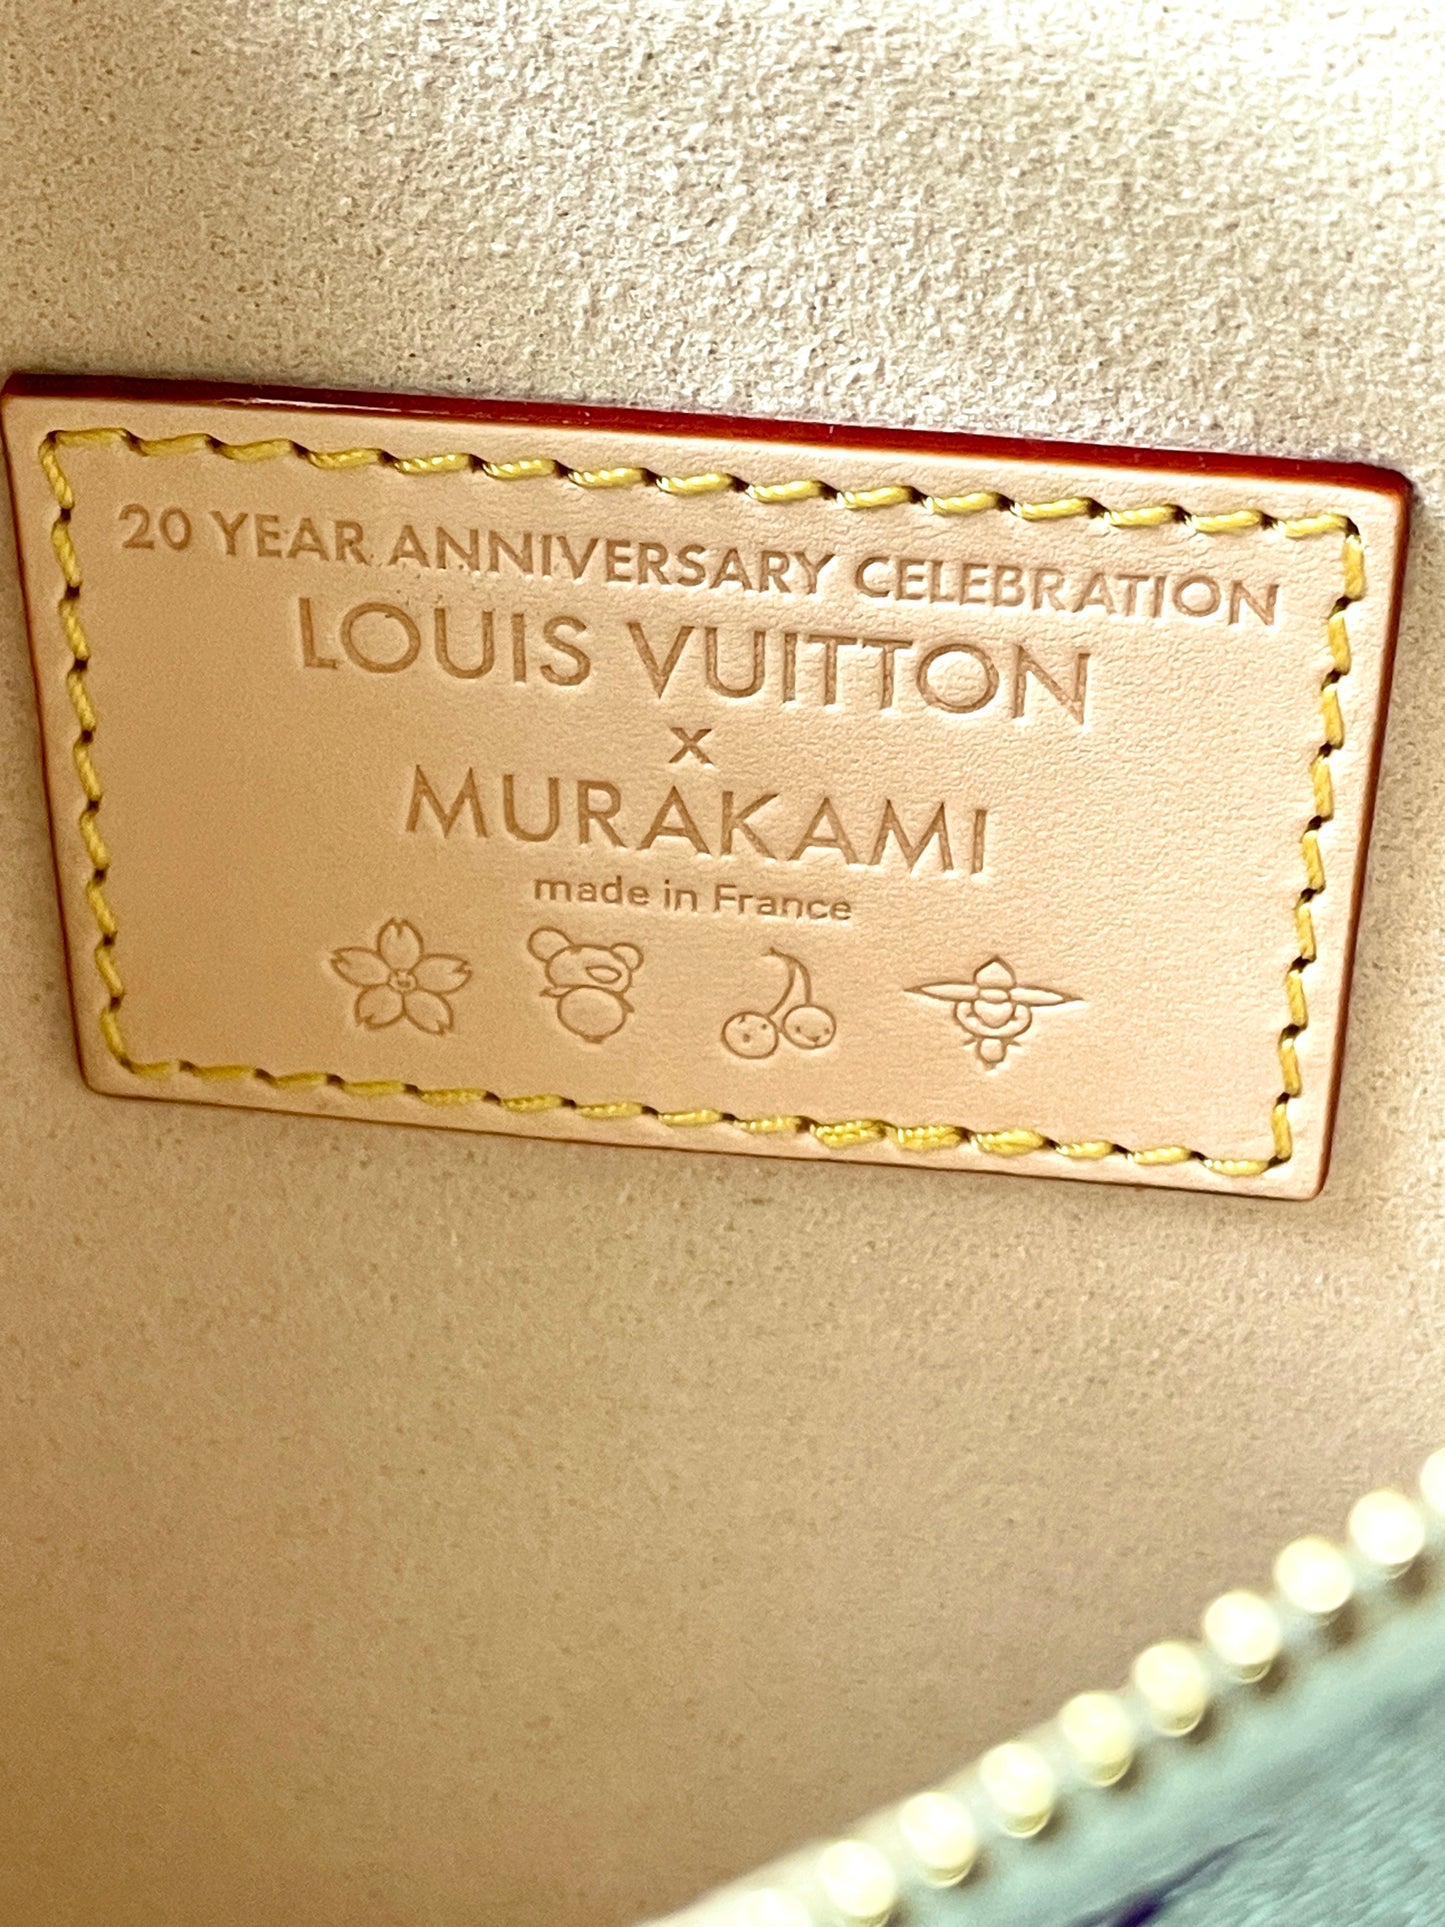 20 YEAR ANNIVERSARY CELEBRATION
LOUIS VUITTON
x
MURAKAMI
made in France